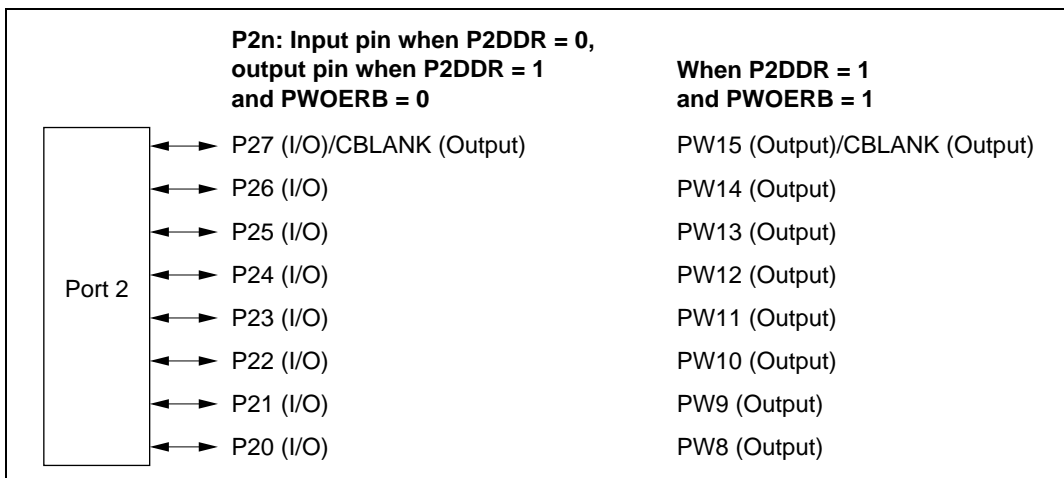 P2n: Input pin when P2DDR = 0,
output pin when P2DDR = 1
and PWOERB = 0
When P2DDR = 1
and PWOERB = 1
Port 2
P27 (I/O)/CBLANK (Output) PW15 (Output)/CBLANK (Output)
P26 (I/O) PW14 (Output)
P25 (I/O) PW13 (Output)
P24 (I/O) PW12 (Output)
P23 (I/O) PW11 (Output)
P22 (I/O) PW10 (Output)
P21 (I/O) PW9 (Output)
P20 (I/O) PW8 (Output)